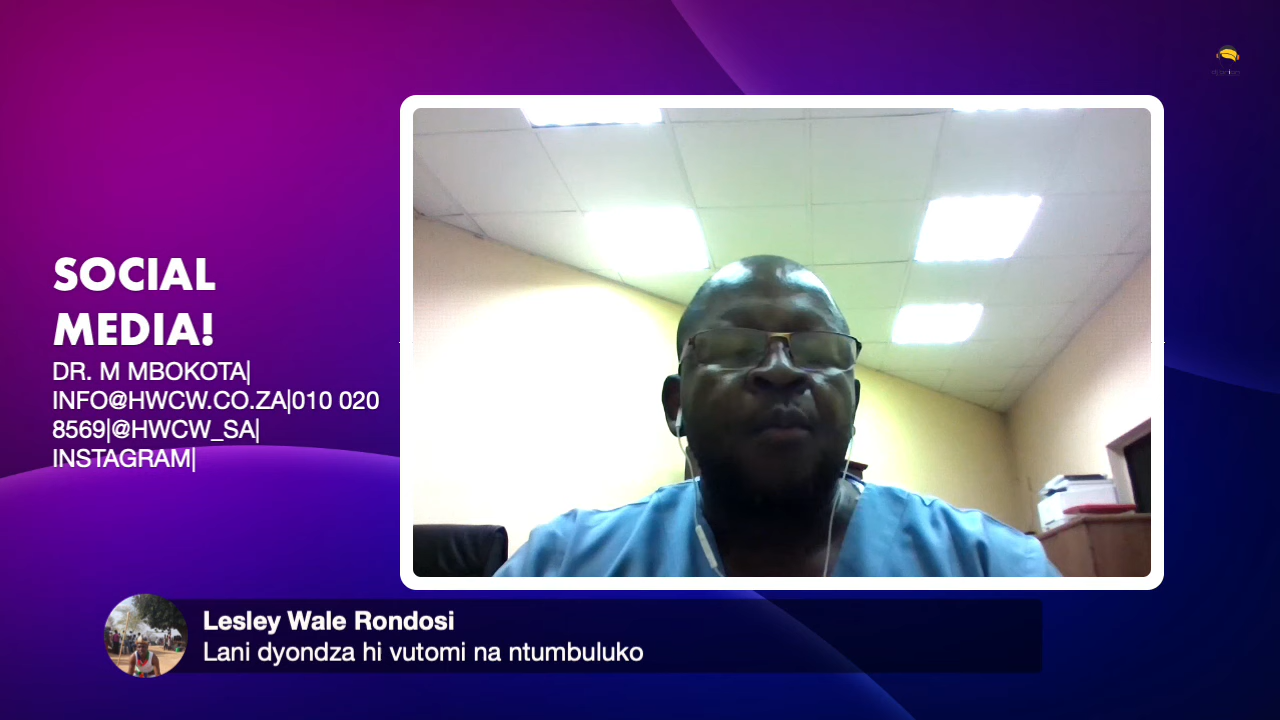 SOCIAL
MEDIA!
DR. M MBOKOTA|
INFO@HWCW.CO.ZA|010 020
8569|@HWCW_SA|
INSTAGRAM|
Lesley Wale Rondosi
Lani dyondza hi vutomi na ntumbuluko